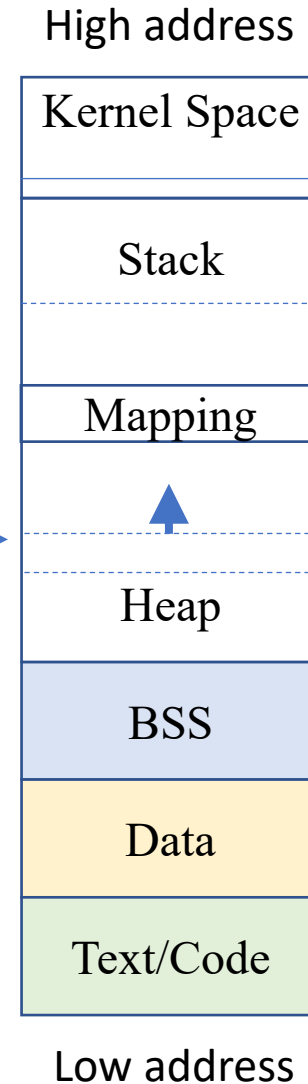 High address
Kernel Space
Stack
Mapping
Heap
BSS
Data
Text/Code
Low address